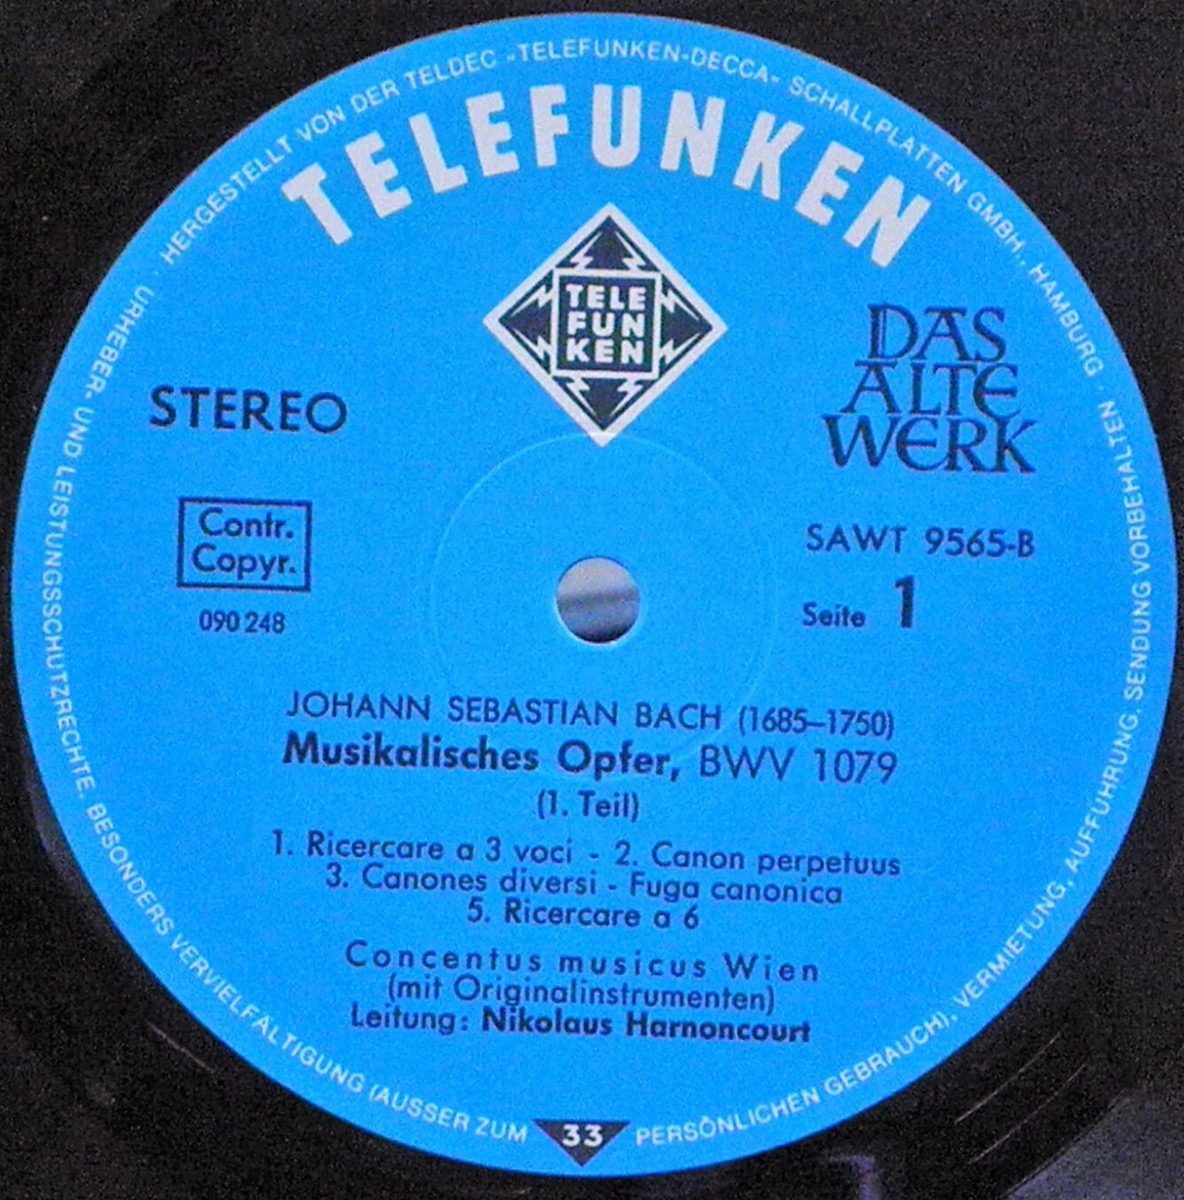 HERGESTELLT VON DER TELDEC »TELEFUNKEN-DECCA« SCHALLPLATTEN GMBH., HAMBURG ·
URHEBER- UND LEISTUNGSSCHUTZRECHTE, BESONDERS VERVIELFÄLTIGUNG (AUSSER ZUM PERSÖNLICHEN GEBRAUCH), VERMIETUNG, AUFFÜHRUNG, SENDUNG VORBEHALTEN
TELEFUNKEN
TELE
FUN
KEN
DAS
ALTE
WERK
STEREO
Contr.
Copyr.
090 248
SAWT 9565-B
Seite 1
JOHANN SEBASTIAN BACH (1685–1750)
Musikalisches Opfer, BWV 1079
(1. Teil)
1. Ricercare a 3 voci - 2. Canon perpetuus
3. Canones diversi - Fuga canonica
5. Ricercare a 6
Concentus musicus Wien
(mit Originalinstrumenten)
Leitung: Nikolaus Harnoncourt
33